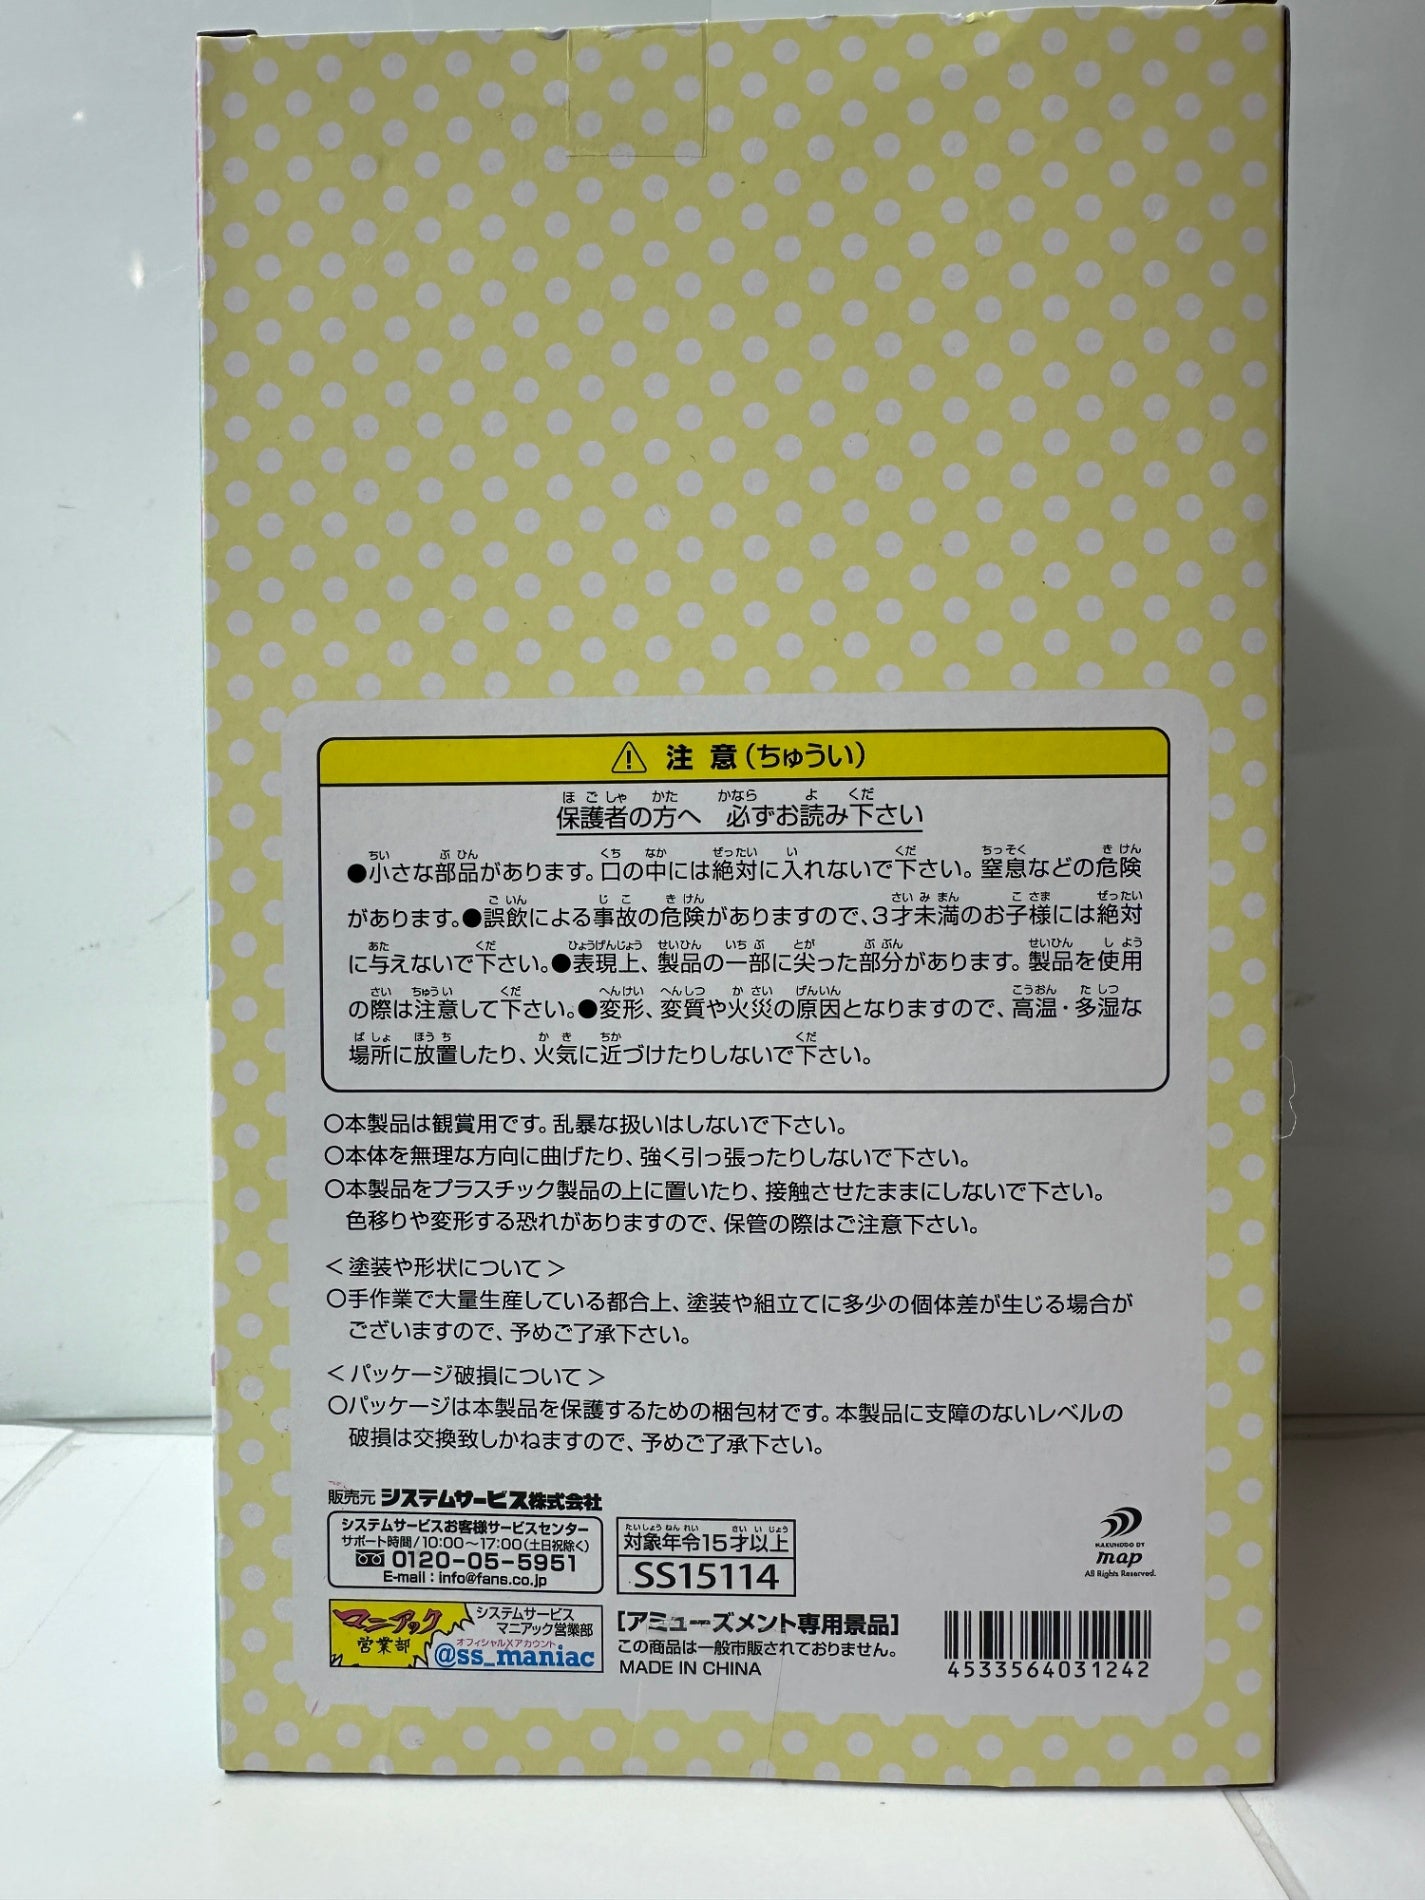 注意(ちゅうい)
保護者の方へ 必ずお読み下さい
●小さな部品があります。口の中には絶対に入れないで下さい。窒息などの危険
があります。●誤飲による事故の危険がありますので、3才未満のお子様には絶対
に与えないで下さい。●表現上、製品の一部に尖った部分があります。製品を使用
の際は注意して下さい。●変形、変質や火災の原因となりますので、高温・多湿な
場所に放置したり、火気に近づけたりしないで下さい。
〇本製品は観賞用です。乱暴な扱いはしないで下さい。
〇本体を無理な方向に曲げたり、強く引っ張ったりしないで下さい。
〇本製品をプラスチック製品の上に置いたり、接触させたままにしないで下さい。
色移りや変形する恐れがありますので、保管の際はご注意下さい。
<塗装や形状について>
〇手作業で大量生産している都合上、塗装や組立てに多少の個体差が生じる場合が
ございますので、予めご了承下さい。
<パッケージ破損について>
〇パッケージは本製品を保護するための梱包材です。本製品に支障のないレベルの
破損は交換致しかねますので、予めご了承下さい。
販売元 システムサービス株式会社
システムサービスお客様サービスセンター
サポート時間/10:00~17:00(土日祝除く)
0120-05-5951
E-mail:info@fans.co.jp
対象年令15才以上
SS15114
HAKUHODO DY
map
All Rights Reserved.
マニアック
営業部
システムサービス
マニアック営業部
オフィシャルXアカウント
@ss_maniac
[アミューズメント専用景品]
この商品は一般市販されておりません。
MADE IN CHINA
4533564031242